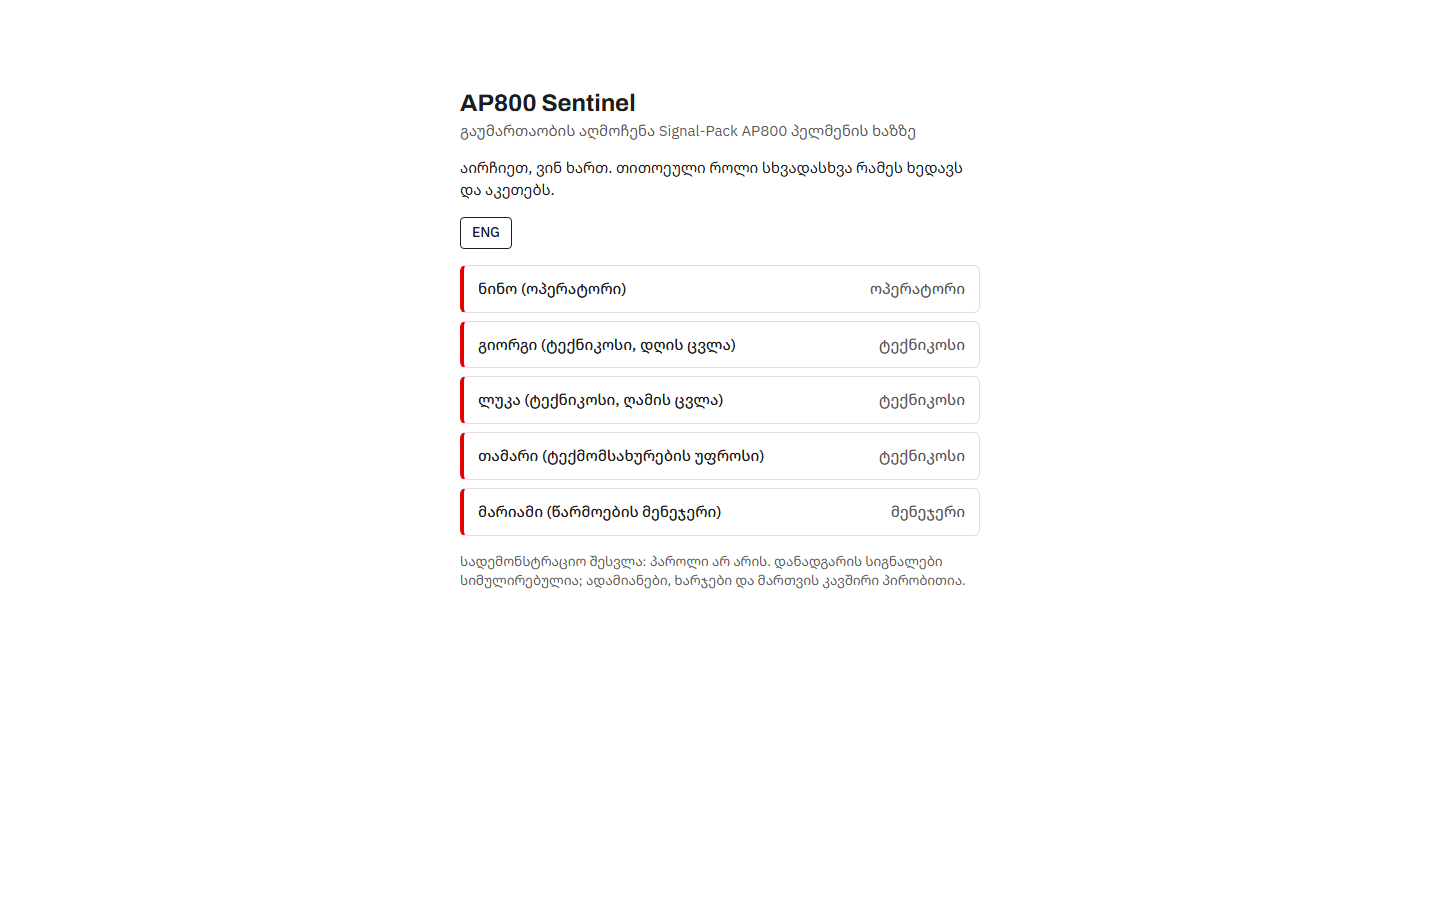 AP800 Sentinel
გაუმართაობის აღმოჩენა Signal-Pack AP800 პელმენის ხაზზე
აირჩიეთ, ვინ ხართ. თითოეული როლი სხვადასხვა რამეს ხედავს
და აკეთებს.
ENG
ნინო (ოპერატორი) ოპერატორი
გიორგი (ტექნიკოსი, დღის ცვლა) ტექნიკოსი
ლუკა (ტექნიკოსი, ღამის ცვლა) ტექნიკოსი
თამარი (ტექმომსახურების უფროსი) ტექნიკოსი
მარიამი (წარმოების მენეჯერი) მენეჯერი
სადემონსტრაციო შესვლა: პაროლი არ არის. დანადგარის სიგნალები
სიმულირებულია; ადამიანები, ხარჯები და მართვის კავშირი პირობითია.